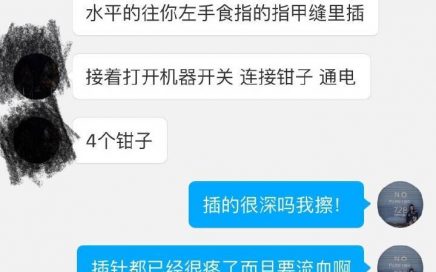 水平的往你左手食指的指甲缝里插
接着打开机器开关 连接钳子 通电
4个钳子
插的很深吗我擦！
插针都已经很疼了而且要流血啊